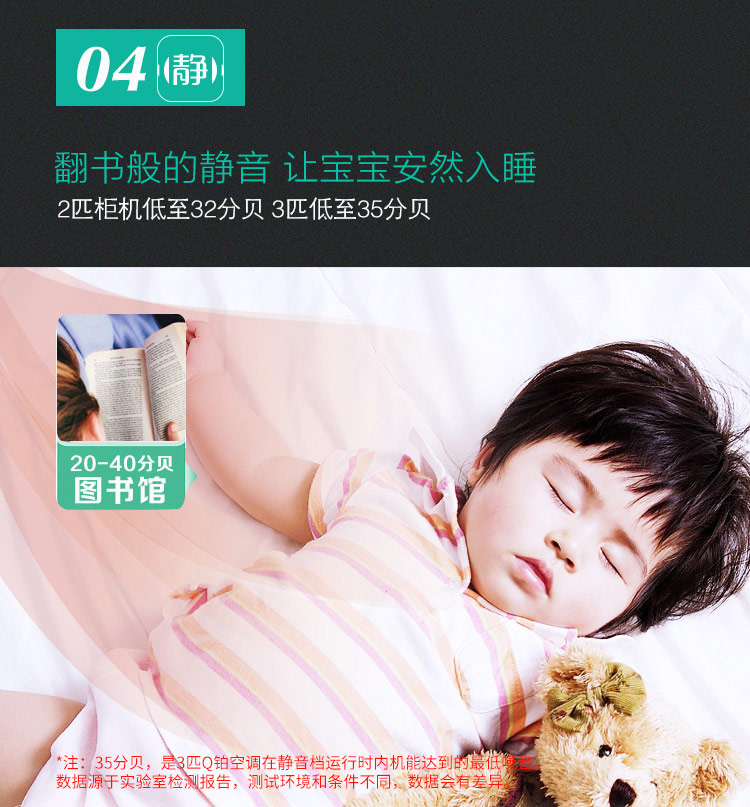 04 静
翻书般的静音 让宝宝安然入睡
2匹柜机低至32分贝 3匹低至35分贝
20-40分贝
图书馆
*注：35分贝，是3匹Q铂空调在静音档运行时内机能达到的最低噪音，
数据源于实验室检测报告，测试环境和条件不同，数据会有差异。